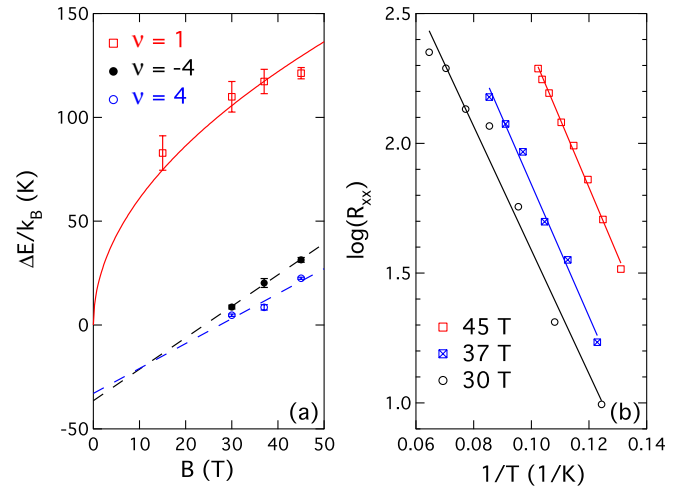 ν = 1
ν = -4
ν = 4
100
50
0
-50
0
10
20
30
40
50
ΔE/k_B (K)
B (T)
(a)
2.5
2.0
1.5
1.0
0.06
0.08
0.10
0.12
0.14
log(R_xx)
1/T (1/K)
45 T
37 T
30 T
(b)